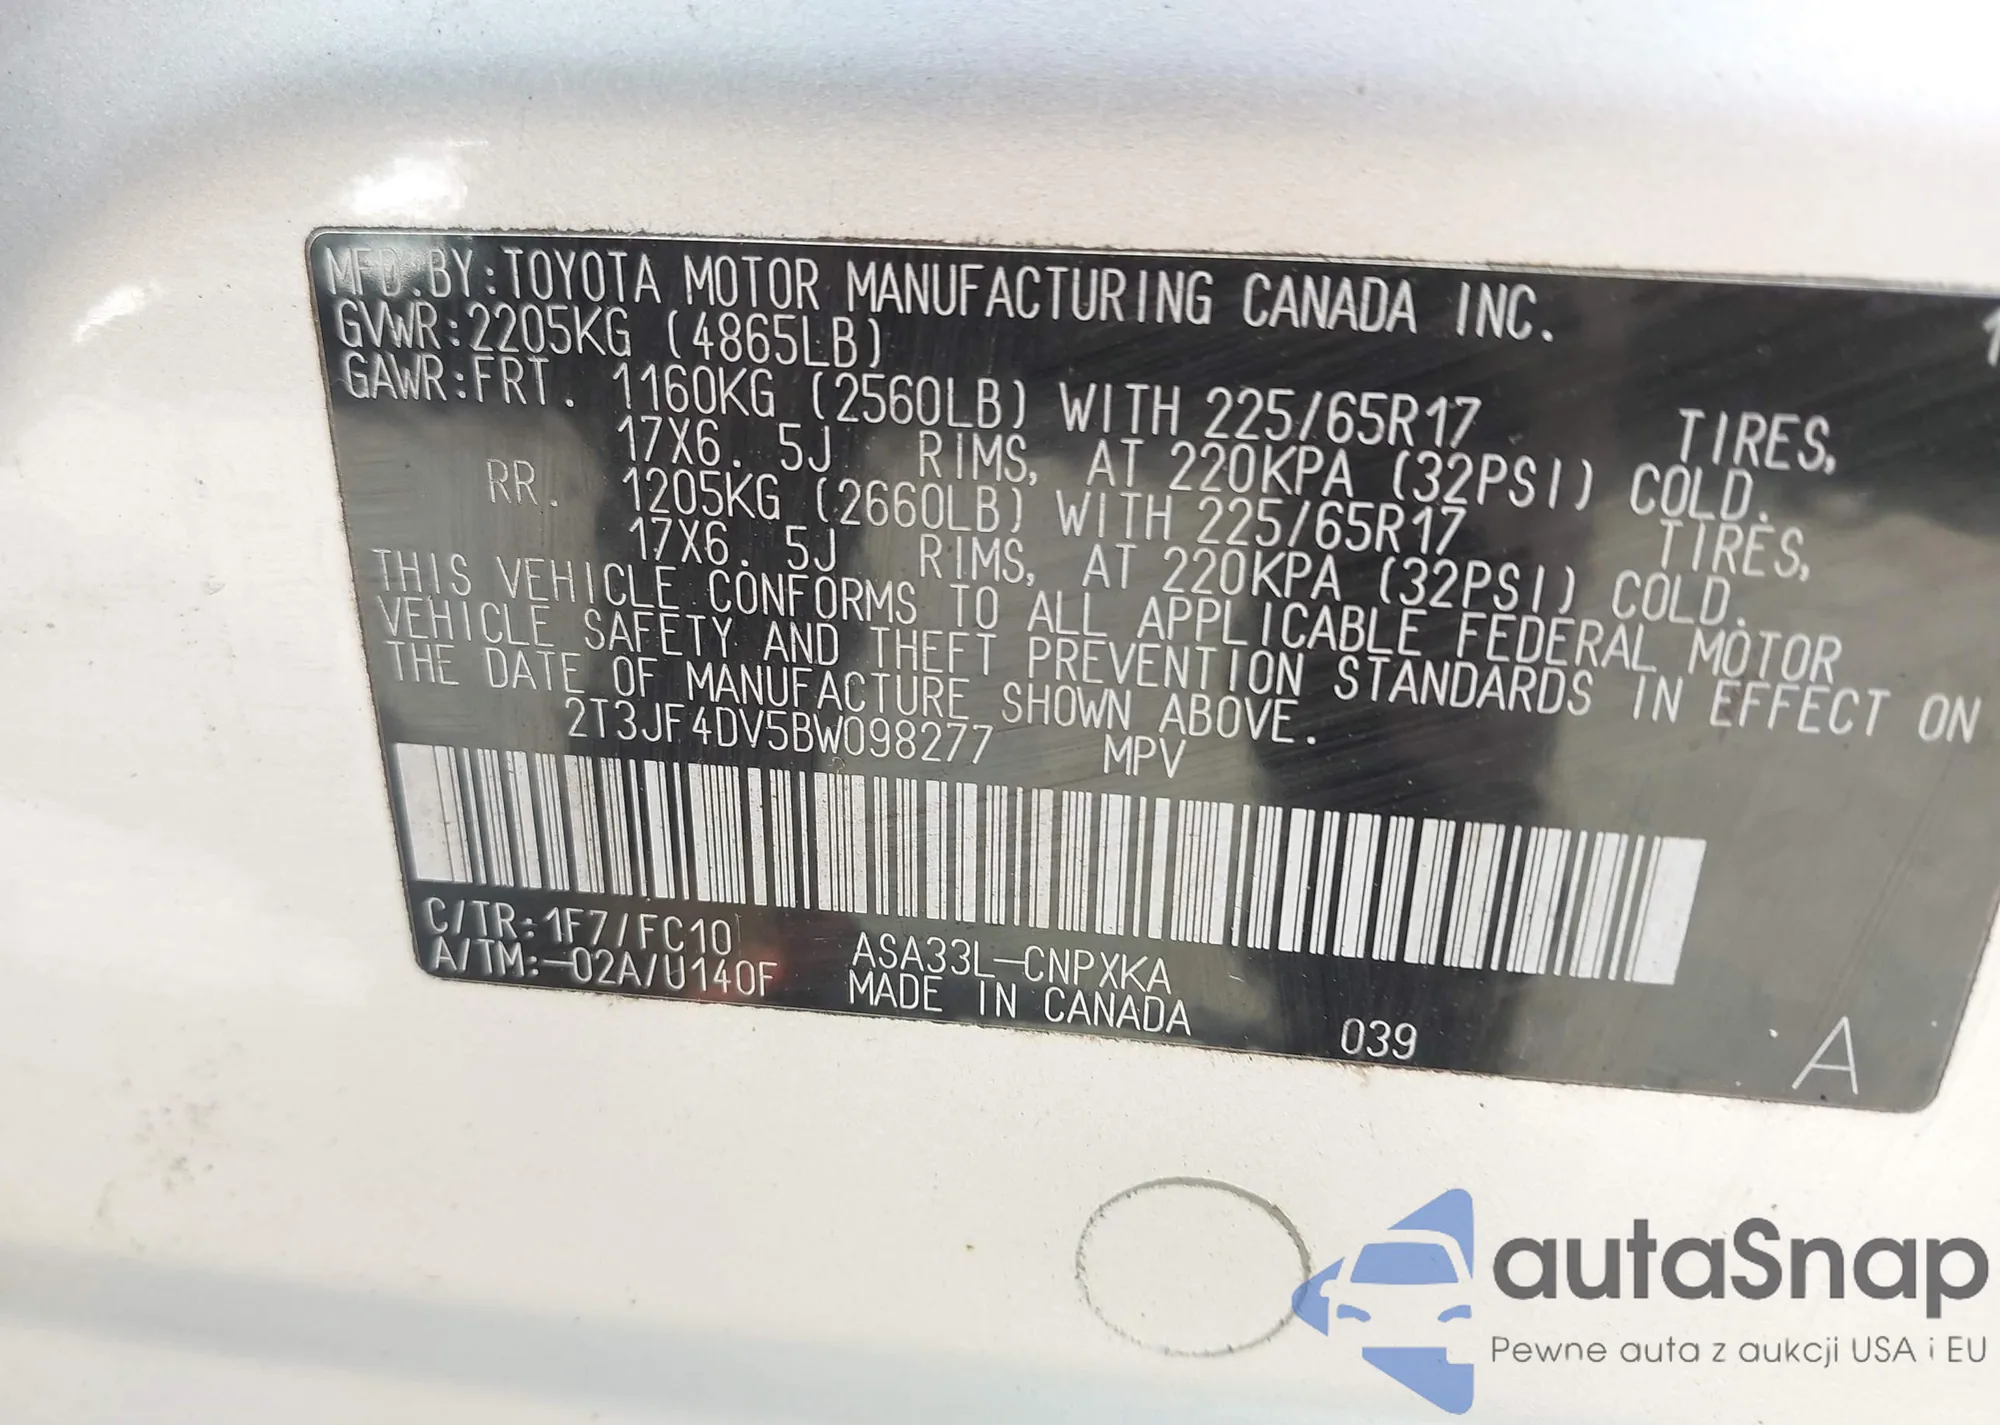 MFD.BY:TOYOTA MOTOR MANUFACTURING CANADA INC. 1
GVWR:2205KG (4865LB)
GAWR:FRT. 1160KG (2560LB) WITH 225/65R17 TIRES,
17X6.5J RIMS, AT 220KPA (32PSI) COLD.
RR. 1205KG (2660LB) WITH 225/65R17 TIRES,
17X6.5J RIMS, AT 220KPA (32PSI) COLD.
THIS VEHICLE CONFORMS TO ALL APPLICABLE FEDERAL MOTOR
VEHICLE SAFETY AND THEFT PREVENTION STANDARDS IN EFFECT ON
THE DATE OF MANUFACTURE SHOWN ABOVE.
2T3JF4DV5BW098277 MPV
C/TR:1F7/FC10 ASA33L-CNPXKA
A/TM:-02A/U140F MADE IN CANADA
039 A
autaSnap
Pewne auta z aukcji USA i EU